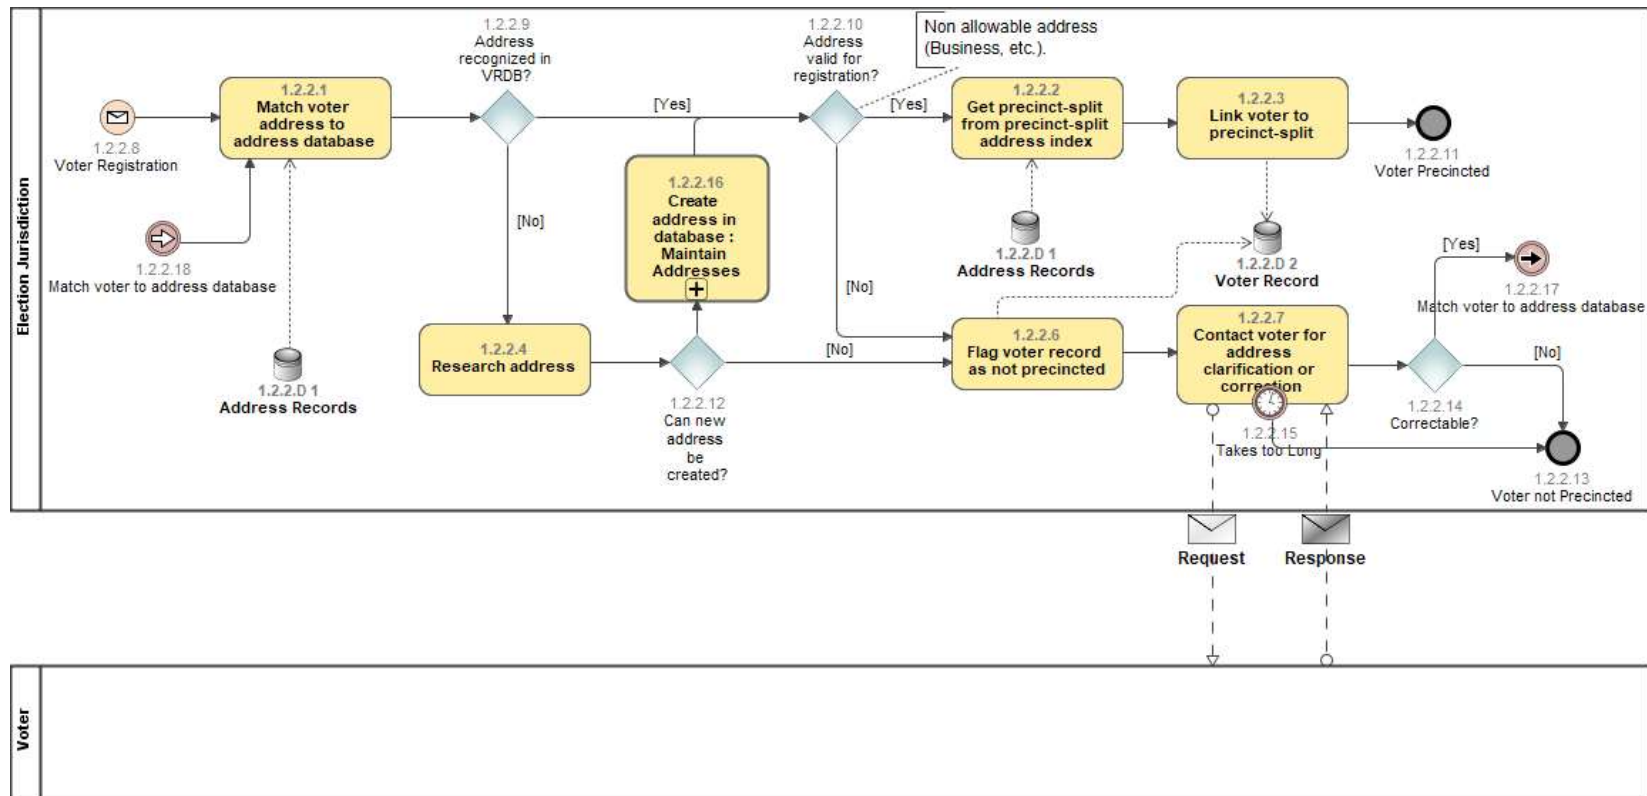 Election Jurisdiction
1.2.2.8
Voter Registration
1.2.2.18
Match voter to address database
1.2.2.1
Match voter
address to
address database
1.2.2.D 1
Address Records
1.2.2.9
Address
recognized in
VRDB?
[Yes]
[No]
1.2.2.4
Research address
1.2.2.16
Create
address in
database :
Maintain
Addresses
1.2.2.12
Can new
address
be
created?
[No]
1.2.2.10
Address
valid for
registration?
Non allowable address
(Business, etc.).
[Yes]
[No]
1.2.2.2
Get precinct-split
from precinct-split
address index
1.2.2.D 1
Address Records
1.2.2.3
Link voter to
precinct-split
1.2.2.11
Voter Precincted
1.2.2.D 2
Voter Record
1.2.2.6
Flag voter record
as not precincted
1.2.2.7
Contact voter for
address
clarification or
correction
1.2.2.15
Takes too Long
1.2.2.14
Correctable?
[Yes]
1.2.2.17
Match voter to address database
[No]
1.2.2.13
Voter not Precincted
Request
Response
Voter